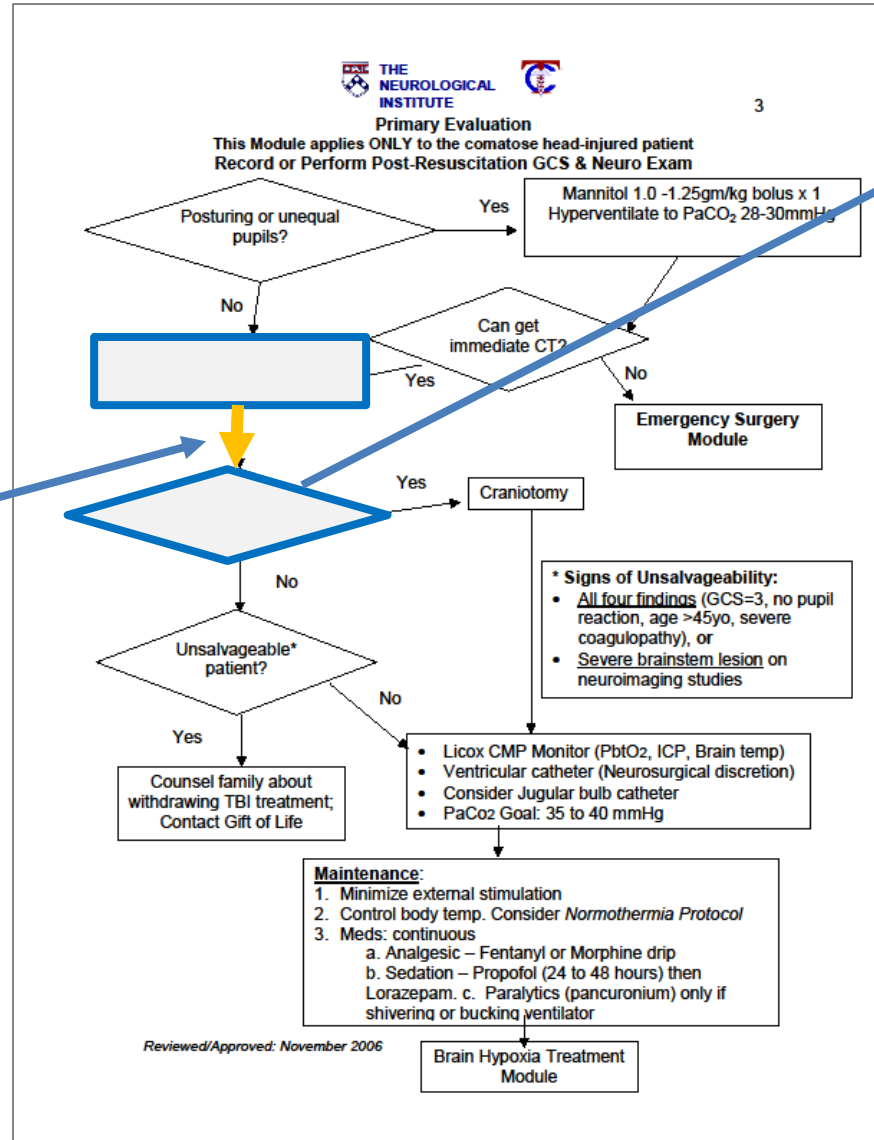 THE
NEUROLOGICAL
INSTITUTE
3
Primary Evaluation
This Module applies ONLY to the comatose head-injured patient
Record or Perform Post-Resuscitation GCS & Neuro Exam
Posturing or unequal
pupils?
Yes
Mannitol 1.0 -1.25gm/kg bolus x 1
Hyperventilate to PaCO₂ 28-30mmHg
No
Can get
immediate CT?
Yes
No
Emergency Surgery
Module
Yes
Craniotomy
No
* Signs of Unsalvageability:
• All four findings (GCS=3, no pupil
reaction, age >45yo, severe
coagulopathy), or
• Severe brainstem lesion on
neuroimaging studies
Unsalvageable*
patient?
No
Yes
• Licox CMP Monitor (PbtO₂, ICP, Brain temp)
• Ventricular catheter (Neurosurgical discretion)
• Consider Jugular bulb catheter
• PaCo₂ Goal: 35 to 40 mmHg
Counsel family about
withdrawing TBI treatment;
Contact Gift of Life
Maintenance:
1. Minimize external stimulation
2. Control body temp. Consider Normothermia Protocol
3. Meds: continuous
a. Analgesic – Fentanyl or Morphine drip
b. Sedation – Propofol (24 to 48 hours) then
Lorazepam. c. Paralytics (pancuronium) only if
shivering or bucking ventilator
Reviewed/Approved: November 2006
Brain Hypoxia Treatment
Module